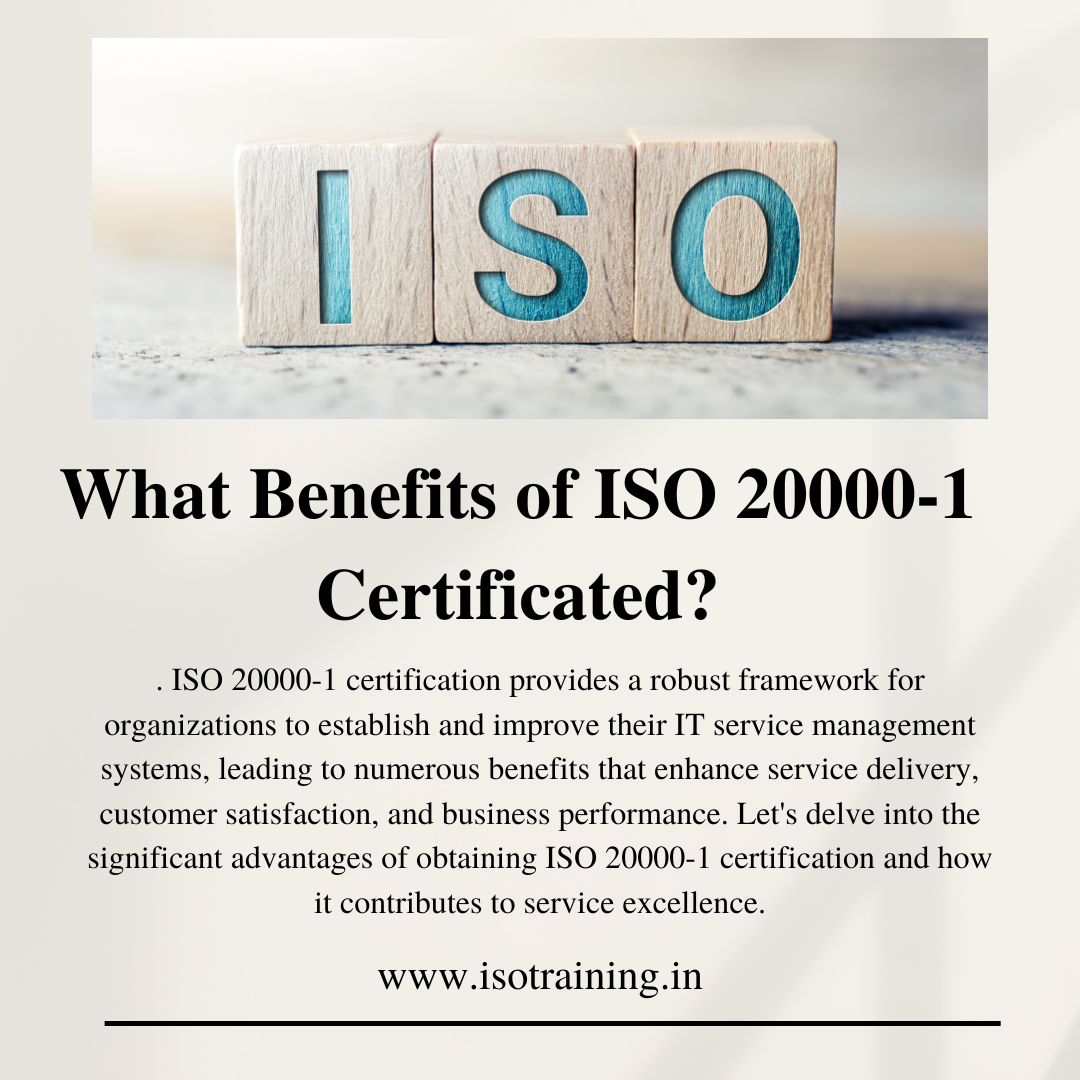 ISO
What Benefits of ISO 20000-1
Certificated?
. ISO 20000-1 certification provides a robust framework for
organizations to establish and improve their IT service management
systems, leading to numerous benefits that enhance service delivery,
customer satisfaction, and business performance. Let's delve into the
significant advantages of obtaining ISO 20000-1 certification and how
it contributes to service excellence.
www.isotraining.in